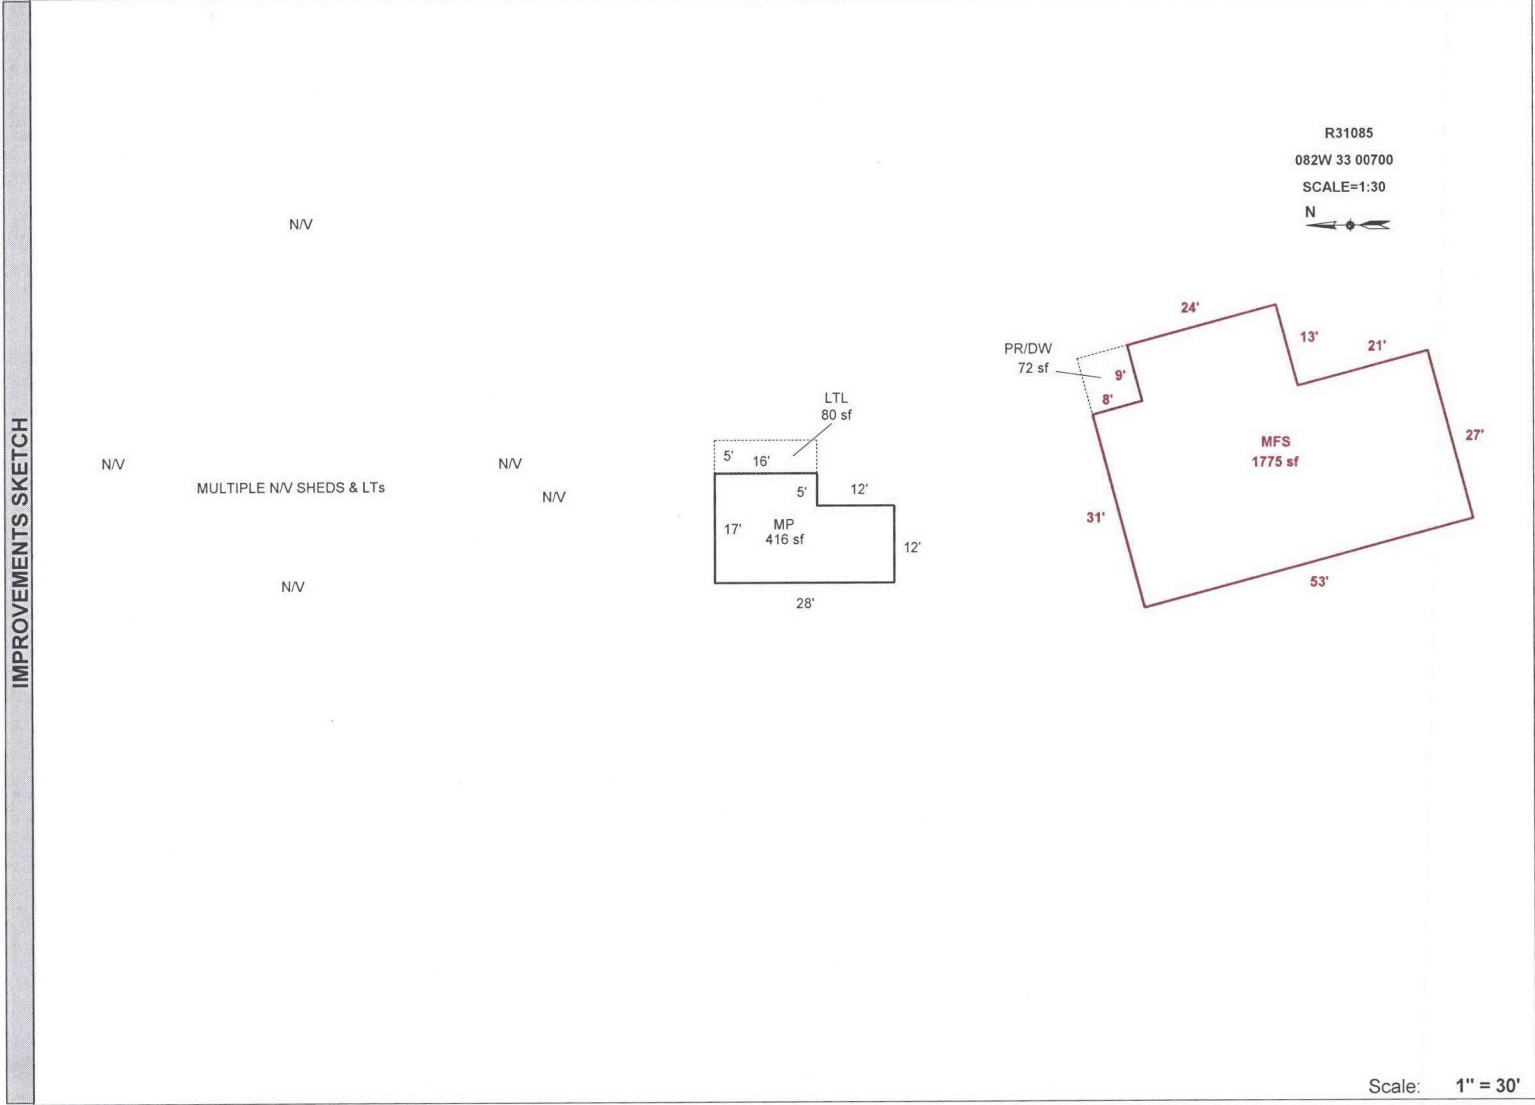 IMPROVEMENTS SKETCH
R31085
082W 33 00700
SCALE=1:30
N
N/V
24'
13'
21'
PR/DW
72 sf
9'
8'
LTL
80 sf
MFS
1775 sf
27'
5'
16'
N/V
N/V
MULTIPLE N/V SHEDS & LTs
N/V
5'
12'
31'
17'
MP
416 sf
12'
53'
N/V
28'
Scale: 1" = 30'